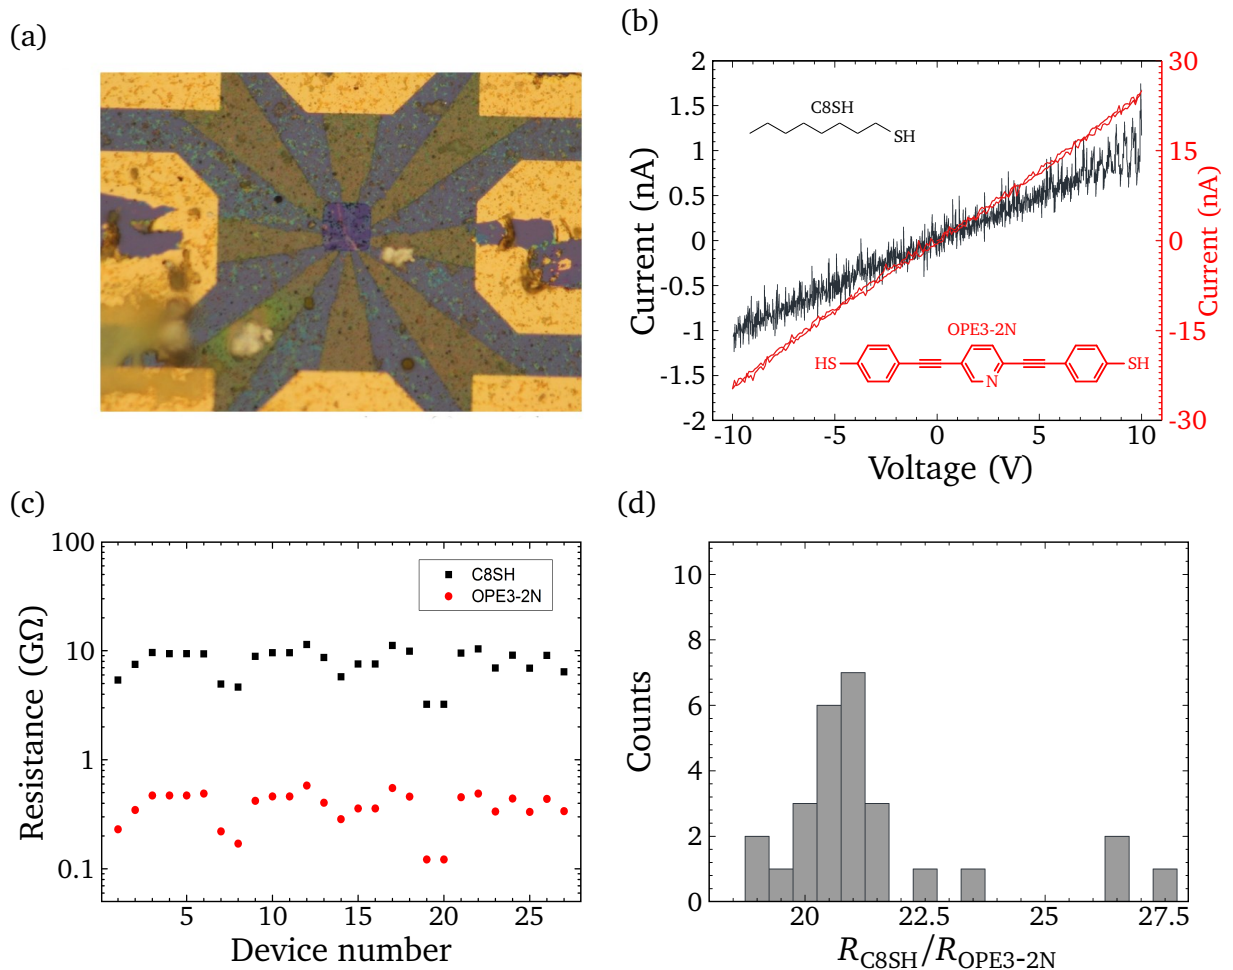 (a)
(b)
2
1.5
1
0.5
0
-0.5
-1
-1.5
-2
Current (nA)
30
15
0
-15
-30
Current (nA)
C8SH
SH
OPE3-2N
HS
N
SH
-10
-5
0
5
10
Voltage (V)
(c)
100
10
1
0.1
Resistance (GΩ)
C8SH
OPE3-2N
5
10
15
20
25
Device number
(d)
10
8
6
4
2
0
Counts
20
22.5
25
27.5
R_C8SH/R_OPE3-2N